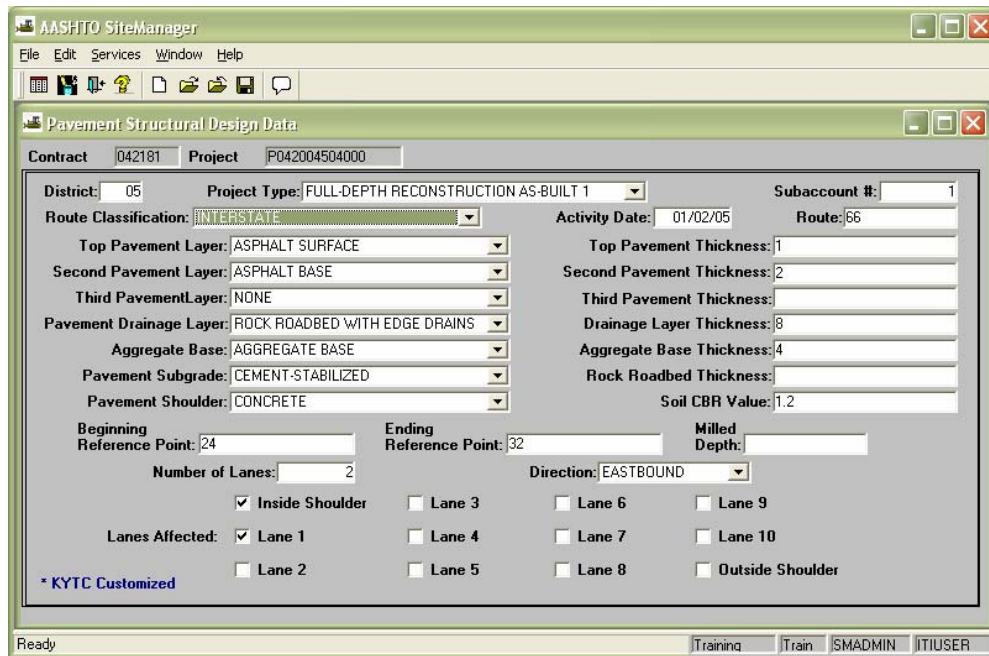 AASHTO SiteManager
File Edit Services Window Help
Pavement Structural Design Data
Contract 042181 Project P042004504000
District: 05 Project Type: FULL-DEPTH RECONSTRUCTION AS-BUILT 1 Subaccount #: 1
Route Classification: INTERSTATE Activity Date: 01/02/05 Route: 66
Top Pavement Layer: ASPHALT SURFACE Top Pavement Thickness: 1
Second Pavement Layer: ASPHALT BASE Second Pavement Thickness: 2
Third PavementLayer: NONE Third Pavement Thickness:
Pavement Drainage Layer: ROCK ROADBED WITH EDGE DRAINS Drainage Layer Thickness: 8
Aggregate Base: AGGREGATE BASE Aggregate Base Thickness: 4
Pavement Subgrade: CEMENT-STABILIZED Rock Roadbed Thickness:
Pavement Shoulder: CONCRETE Soil CBR Value: 1.2
Beginning Reference Point: 24 Ending Reference Point: 32 Milled Depth:
Number of Lanes: 2 Direction: EASTBOUND
Inside Shoulder Lane 3 Lane 6 Lane 9
Lanes Affected: Lane 1 Lane 4 Lane 7 Lane 10
Lane 2 Lane 5 Lane 8 Outside Shoulder
* KYTC Customized
Ready Training Train SMADMIN ITIUSER